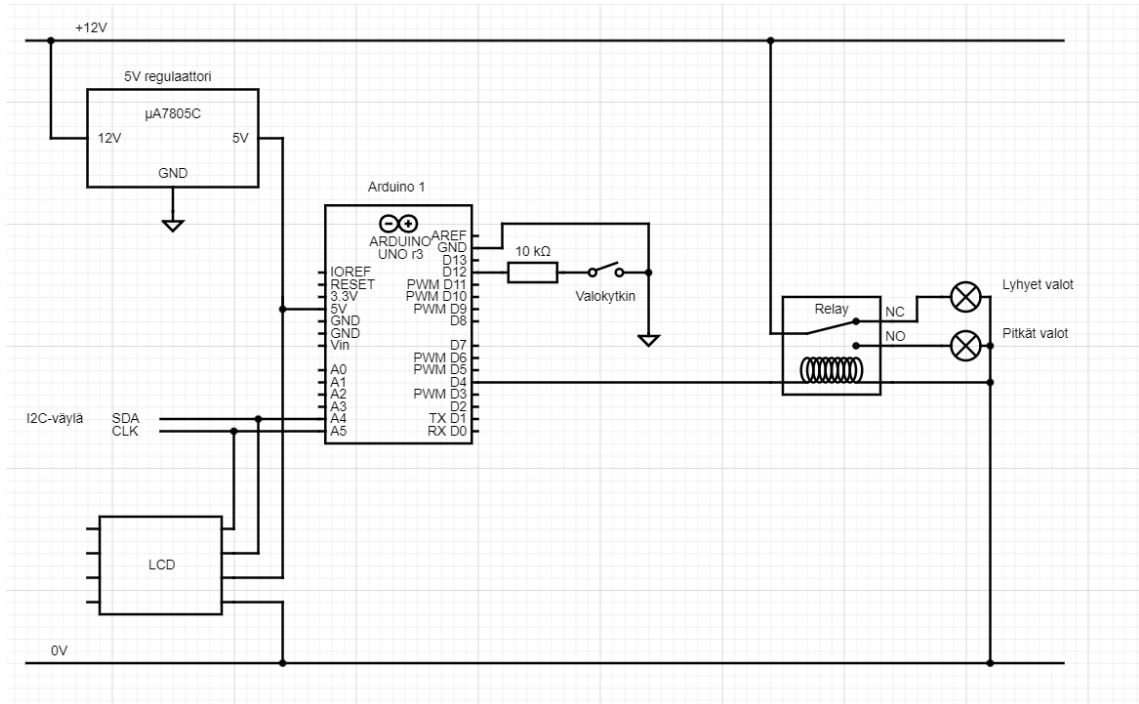 +12V
5V regulaattori
µA7805C
12V
5V
GND
Arduino 1
ARDUINO
UNO r3
AREF
GND
D13
D12
PWM D11
PWM D10
PWM D9
D8
D7
PWM D6
PWM D5
D4
PWM D3
D2
TX D1
RX D0
IOREF
RESET
3.3V
5V
GND
GND
Vin
A0
A1
A2
A3
A4
A5
10 kΩ
Valokytkin
Relay
NC
NO
Lyhyet valot
Pitkät valot
I2C-väylä
SDA
CLK
LCD
0V